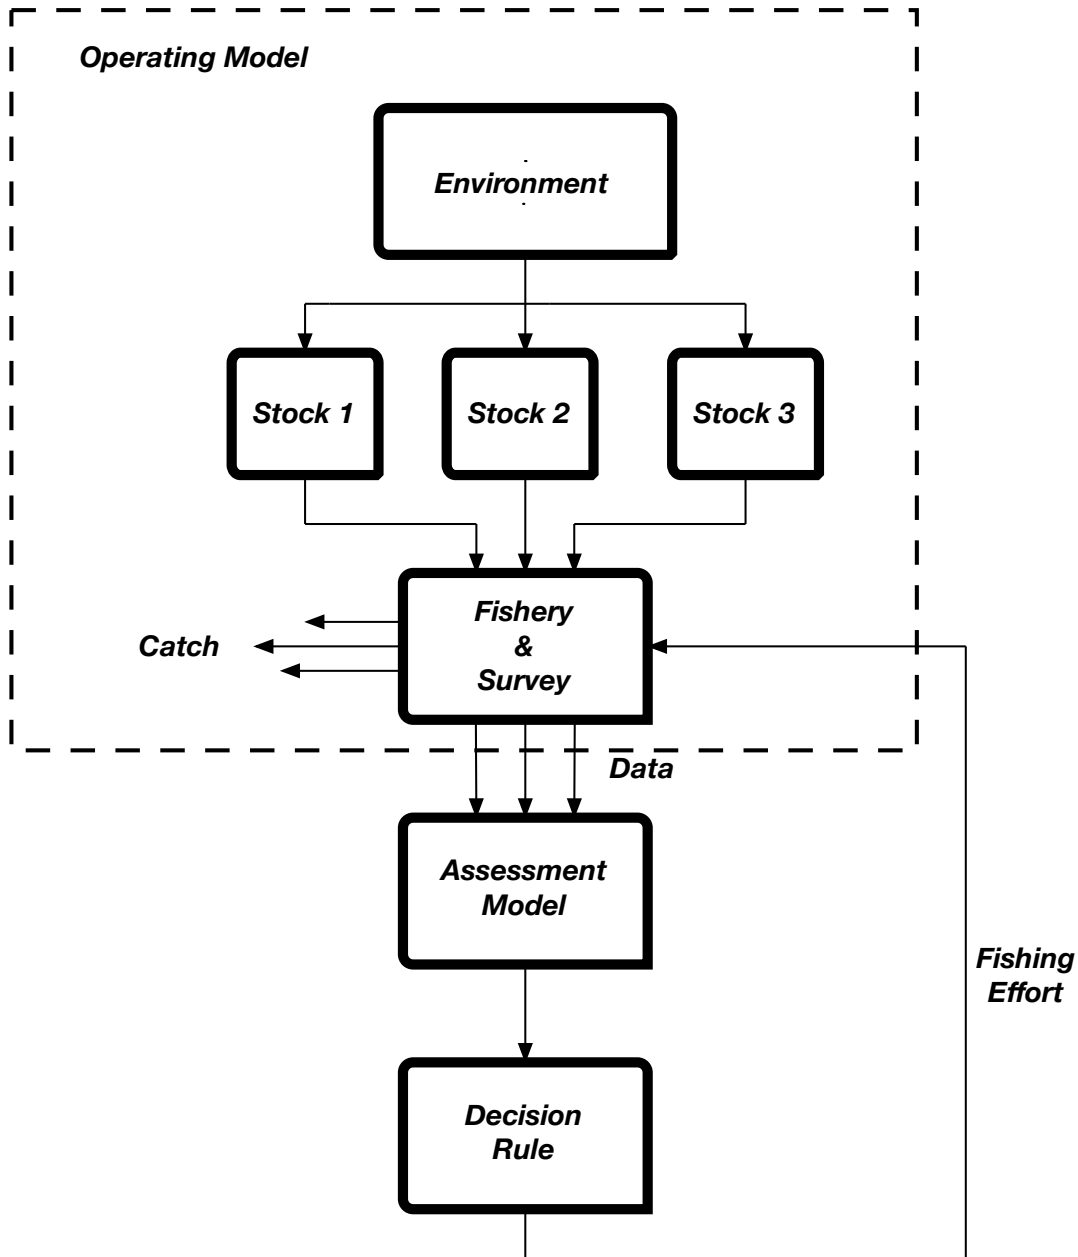 Operating Model
Environment
Stock 1
Stock 2
Stock 3
Fishery
&
Survey
Catch
Data
Assessment
Model
Fishing
Effort
Decision
Rule